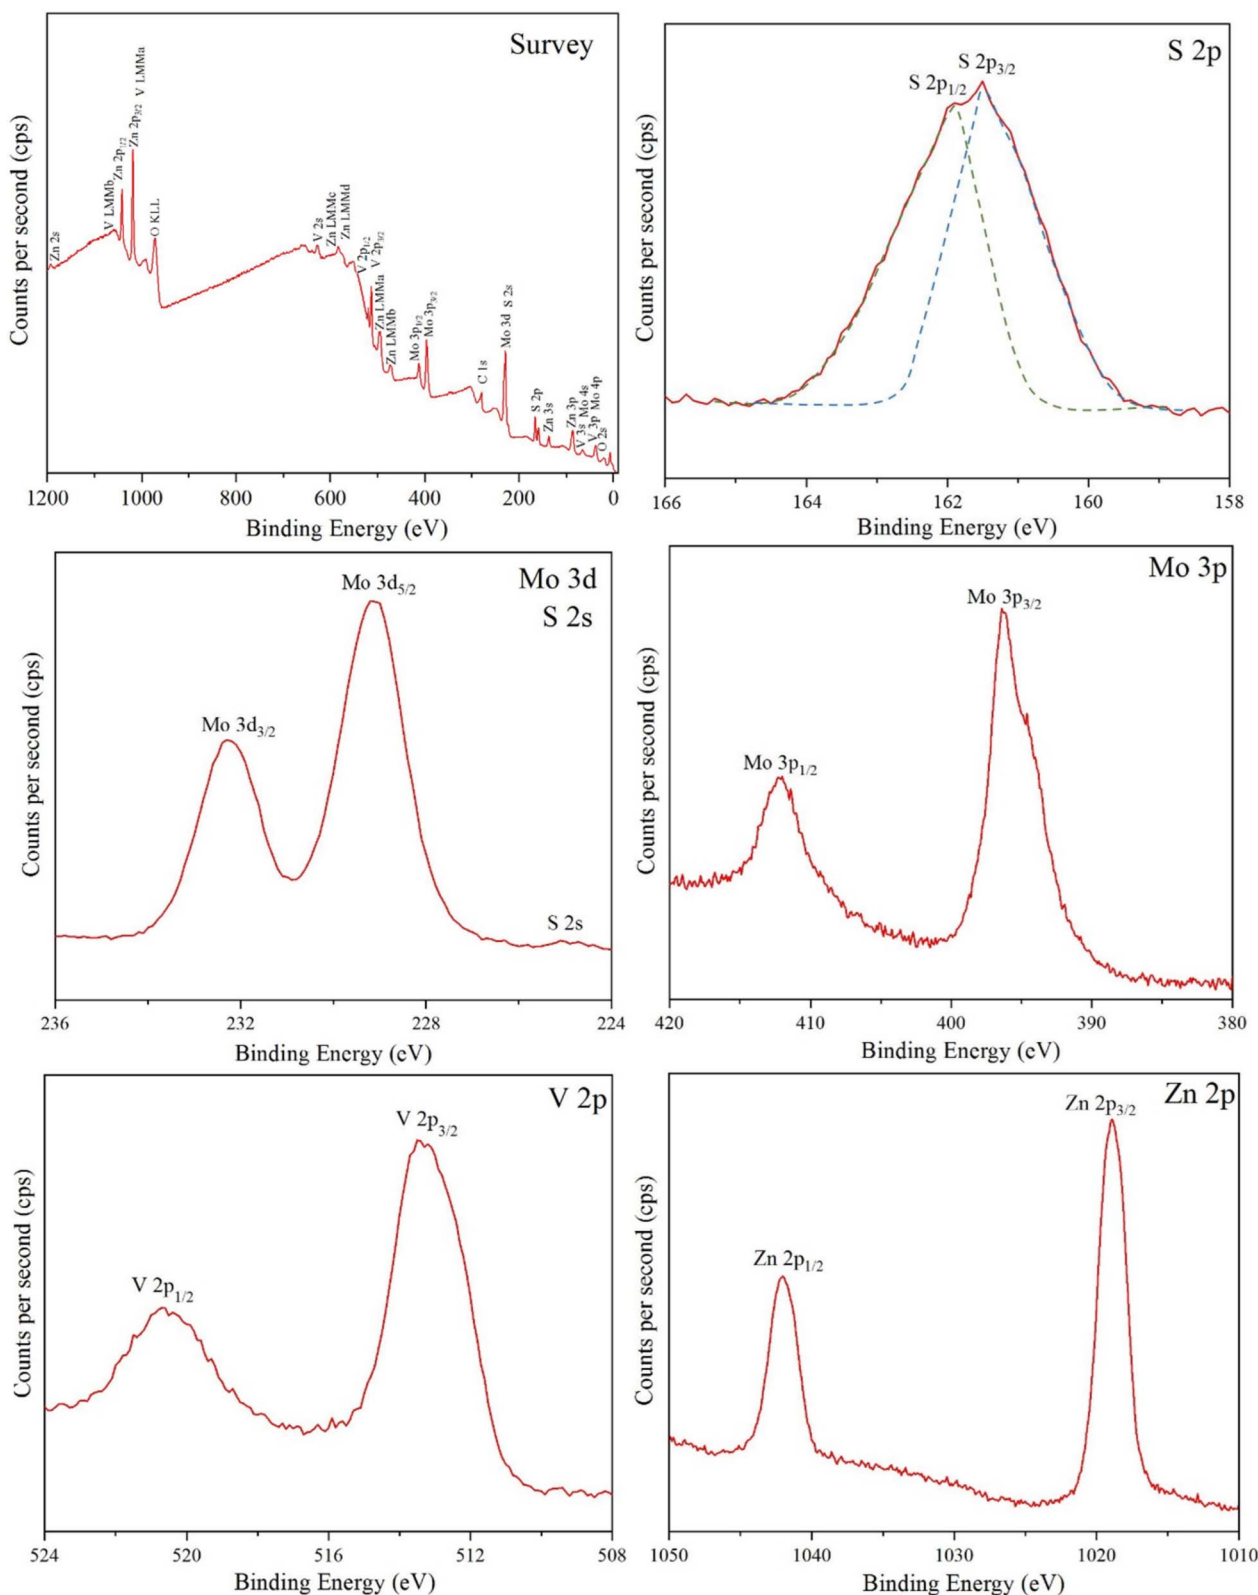 Survey
Counts per second (cps)
Zn 2s
V LMMb
Zn 2p1/2
Zn 2p3/2 V LMMa
O KLL
V 2s
Zn LMMc
Zn LMMd
V 2p1/2
V 2p3/2
Zn LMMa
Zn LMMb
Mo 3p1/2
Mo 3p3/2
C 1s
Mo 3d S 2s
S 2p
Zn 3s
Zn 3p
V 3s Mo 4s
V 3p Mo 4p
O 2s
1200 1000 800 600 400 200 0
Binding Energy (eV)
S 2p
S 2p3/2
S 2p1/2
Counts per second (cps)
166 164 162 160 158
Binding Energy (eV)
Mo 3d
S 2s
Mo 3d5/2
Mo 3d3/2
S 2s
Counts per second (cps)
236 232 228 224
Binding Energy (eV)
Mo 3p
Mo 3p3/2
Mo 3p1/2
Counts per second (cps)
420 410 400 390 380
Binding Energy (eV)
V 2p
V 2p3/2
V 2p1/2
Counts per second (cps)
524 520 516 512 508
Binding Energy (eV)
Zn 2p
Zn 2p3/2
Zn 2p1/2
Counts per second (cps)
1050 1040 1030 1020 1010
Binding Energy (eV)